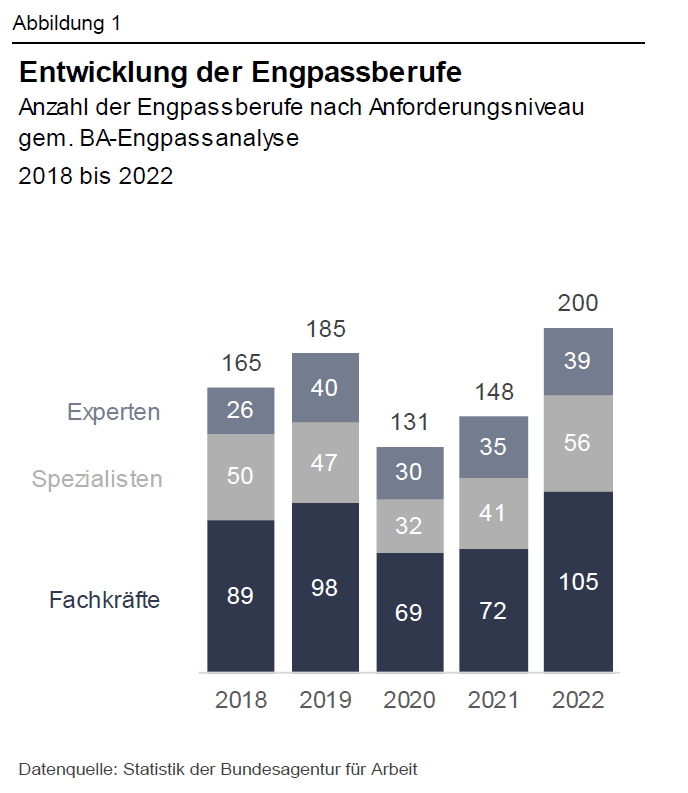 Abbildung 1
Entwicklung der Engpassberufe
Anzahl der Engpassberufe nach Anforderungsniveau
gem. BA-Engpassanalyse
2018 bis 2022
200
185
165
148
131
Experten
26
40
30
35
39
Spezialisten
50
47
32
41
56
Fachkräfte
89
98
69
72
105
2018 2019 2020 2021 2022
Datenquelle: Statistik der Bundesagentur für Arbeit